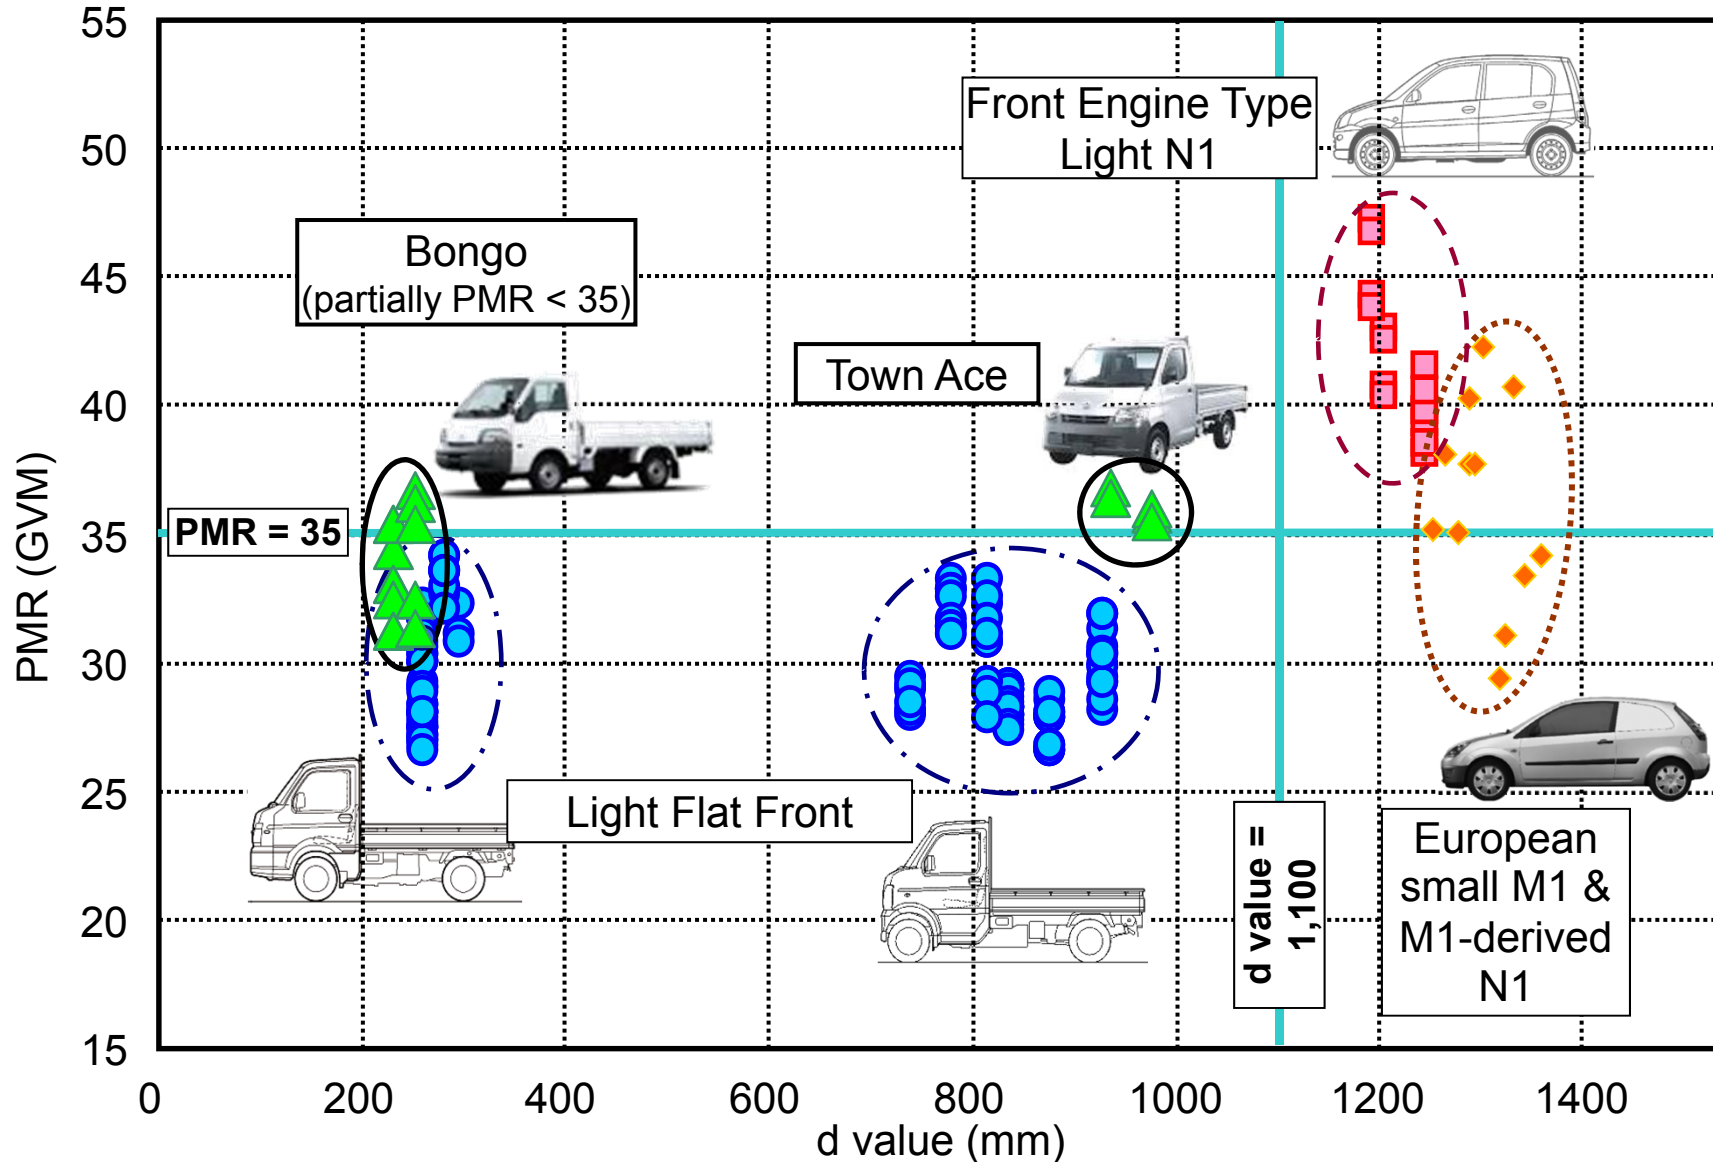 55
50
45
40
35
30
25
20
15
PMR (GVM)
Front Engine Type
Light N1
Bongo
(partially PMR < 35)
Town Ace
PMR = 35
Light Flat Front
d value =
1,100
European
small M1 &
M1-derived
N1
0
200
400
600
800
1000
1200
1400
d value (mm)